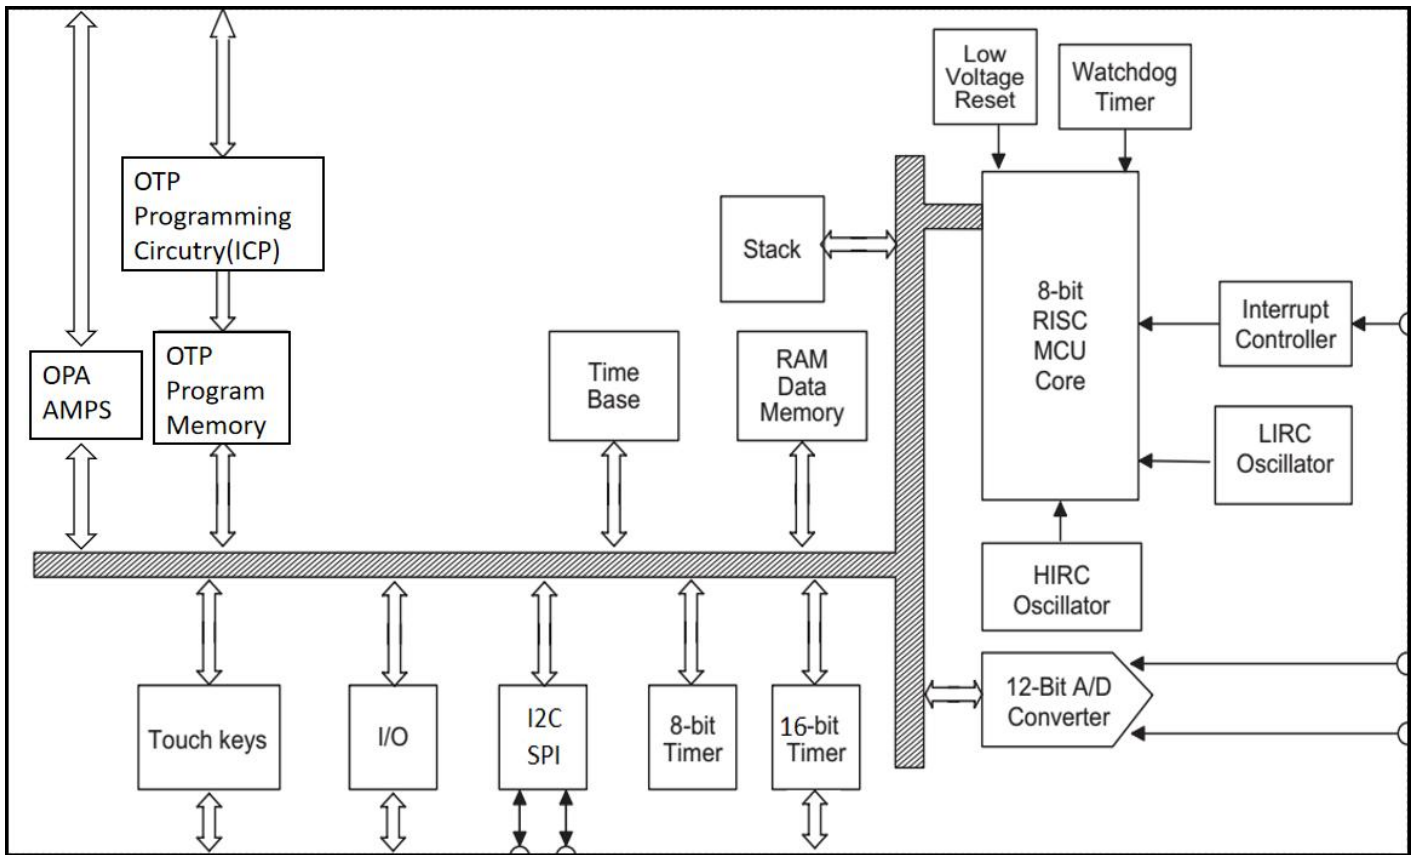 Low
Voltage
Reset
Watchdog
Timer
OTP
Programming
Circutry(ICP)
Stack
8-bit
RISC
MCU
Core
Interrupt
Controller
OPA
AMPS
OTP
Program
Memory
Time
Base
RAM
Data
Memory
LIRC
Oscillator
HIRC
Oscillator
Touch keys
I/O
I2C
SPI
8-bit
Timer
16-bit
Timer
12-Bit A/D
Converter